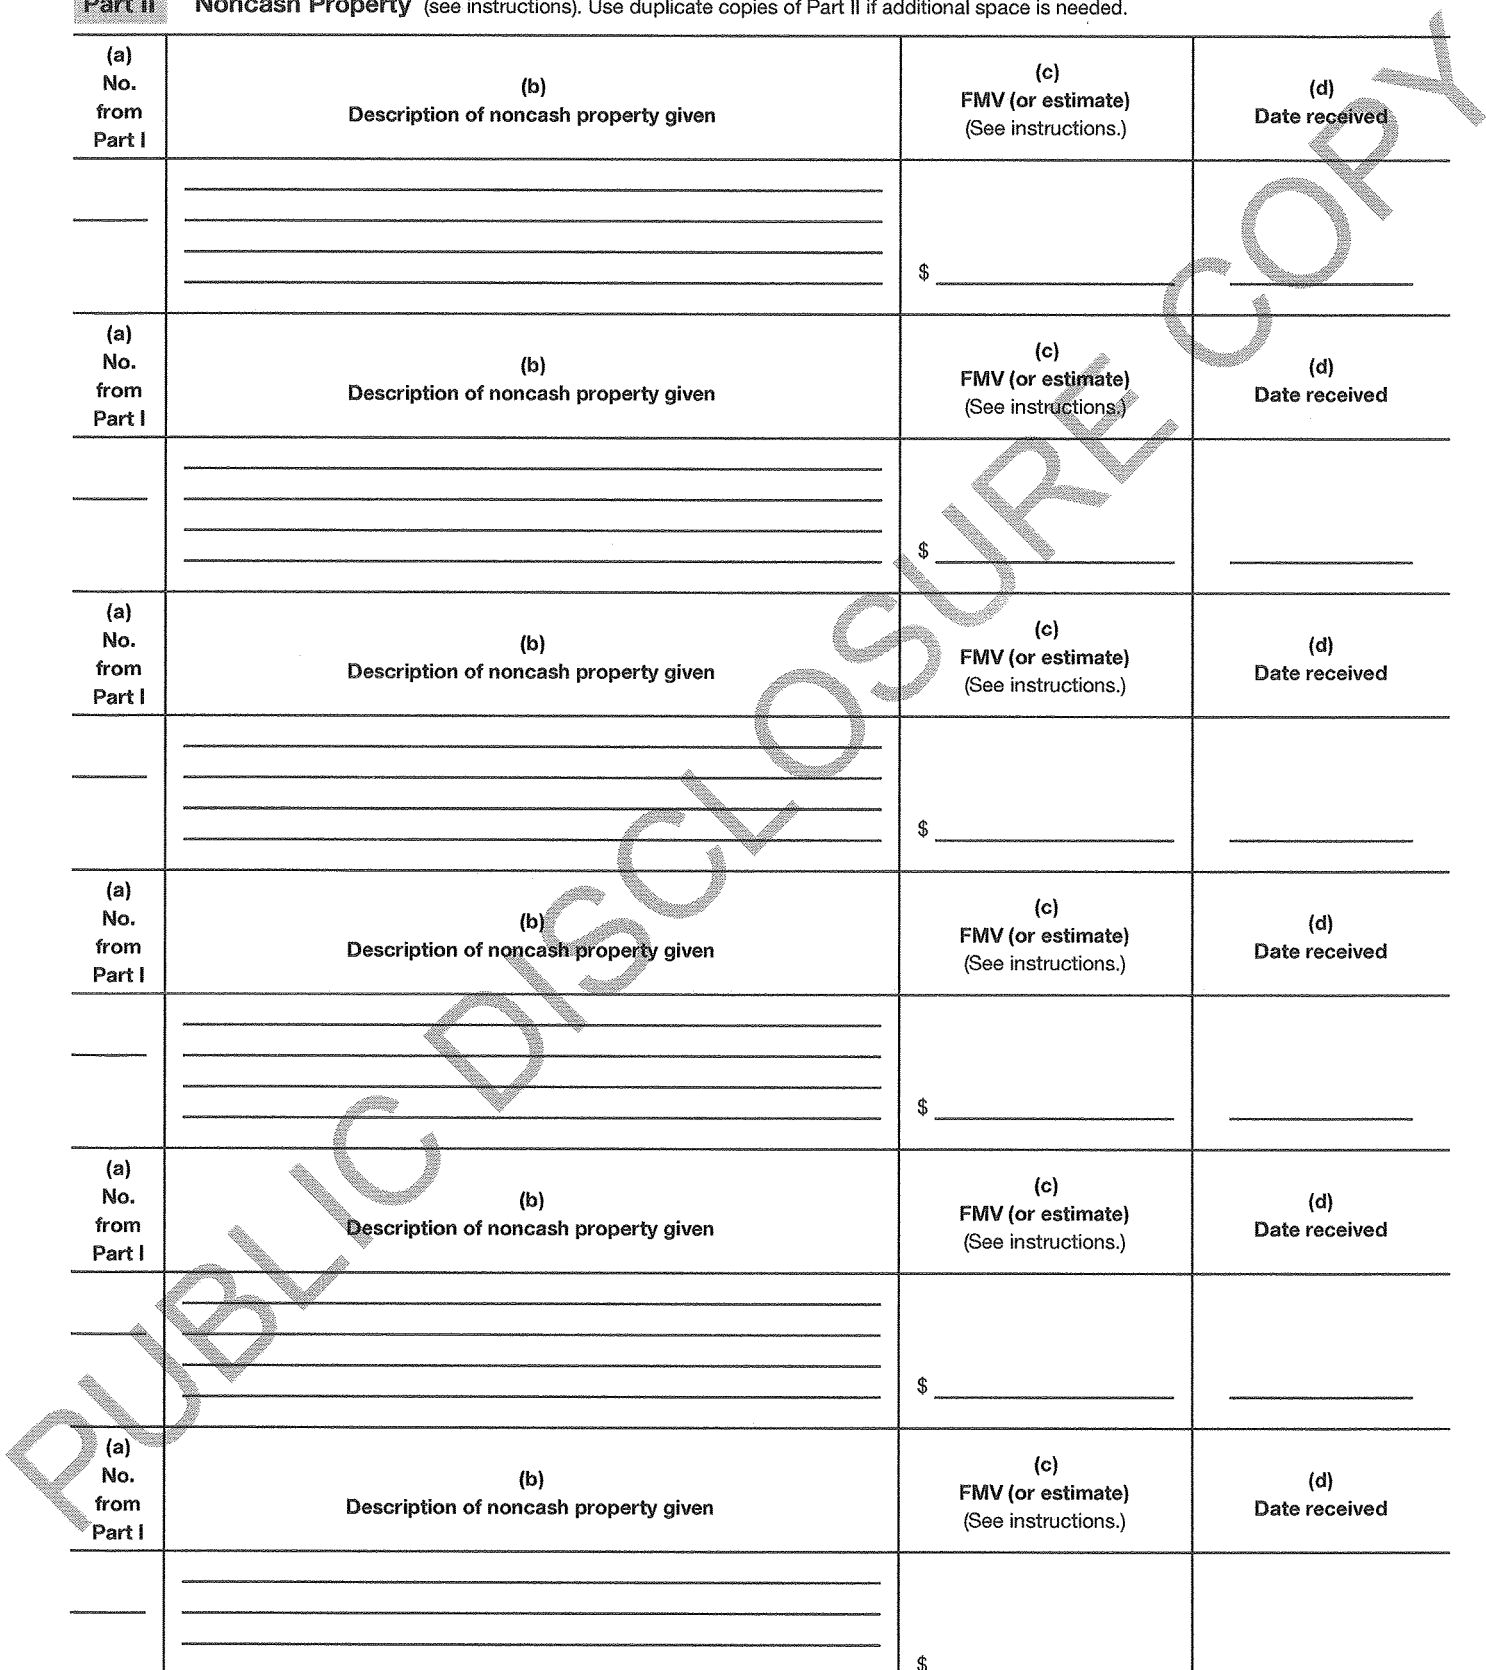 Part II Noncash Property (see instructions). Use duplicate copies of Part II if additional space is needed.
(a)
No.
from
Part I
(b)
Description of noncash property given
(c)
FMV (or estimate)
(See instructions.)
(d)
Date received
$
(a)
No.
from
Part I
(b)
Description of noncash property given
(c)
FMV (or estimate)
(See instructions.)
(d)
Date received
$
(a)
No.
from
Part I
(b)
Description of noncash property given
(c)
FMV (or estimate)
(See instructions.)
(d)
Date received
$
(a)
No.
from
Part I
(b)
Description of noncash property given
(c)
FMV (or estimate)
(See instructions.)
(d)
Date received
$
(a)
No.
from
Part I
(b)
Description of noncash property given
(c)
FMV (or estimate)
(See instructions.)
(d)
Date received
$
(a)
No.
from
Part I
(b)
Description of noncash property given
(c)
FMV (or estimate)
(See instructions.)
(d)
Date received
$
PUBLIC DISCLOSURE COPY